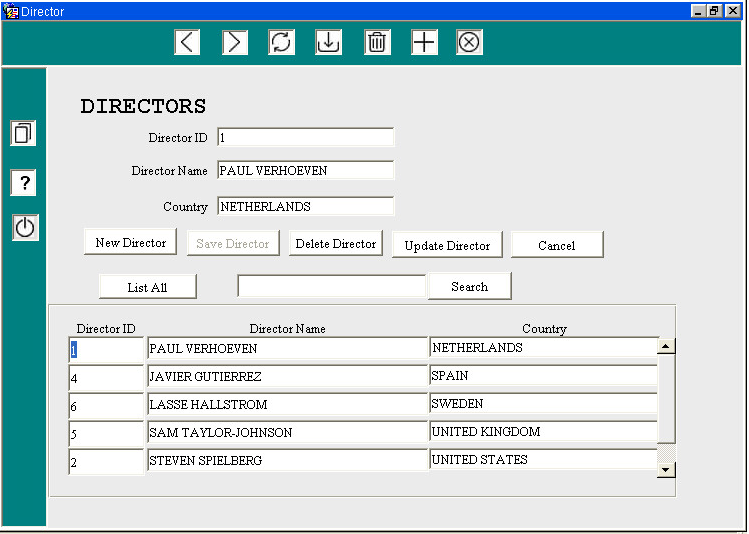 Director
DIRECTORS
Director ID 1
Director Name PAUL VERHOEVEN
Country NETHERLANDS
?
New Director Save Director Delete Director Update Director Cancel
List All Search
Director ID Director Name Country
1 PAUL VERHOEVEN NETHERLANDS
4 JAVIER GUTIERREZ SPAIN
6 LASSE HALLSTROM SWEDEN
5 SAM TAYLOR-JOHNSON UNITED KINGDOM
2 STEVEN SPIELBERG UNITED STATES